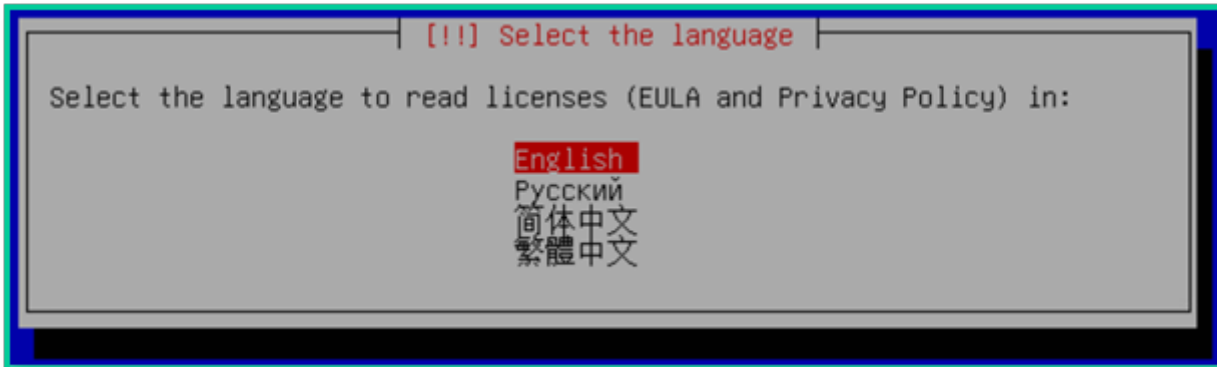 [!!] Select the language
Select the language to read licenses (EULA and Privacy Policy) in:
English
Русский
简体中文
繁體中文